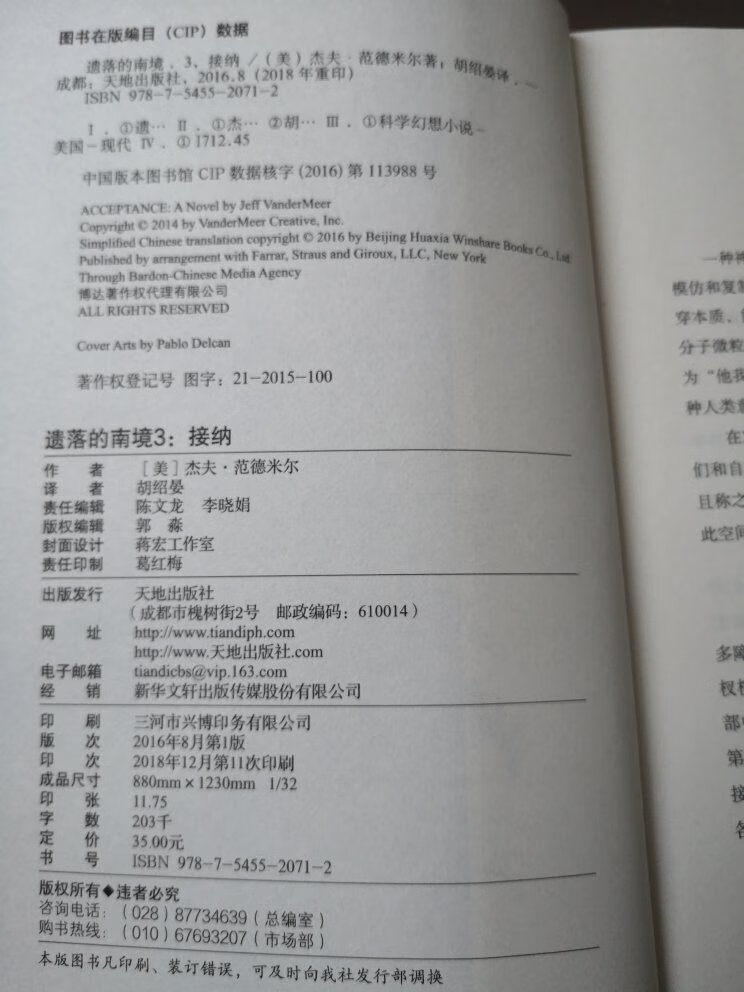 图书在版编目（CIP）数据
遗落的南境．3，接纳／（美）杰夫·范德米尔著；胡绍晏译．—
成都：天地出版社，2016.8（2018年重印）
ISBN 978-7-5455-2071-2
Ⅰ．①遗… Ⅱ．①杰… ②胡… Ⅲ．①科学幻想小说－
美国－现代 Ⅳ．①I712.45
中国版本图书馆CIP数据核字（2016）第113988号
ACCEPTANCE: A Novel by Jeff VanderMeer
Copyright © 2014 by VanderMeer Creative, Inc.
Simplified Chinese translation copyright © 2016 by Beijing Huaxia Winshare Books Co., Ltd.
Published by arrangement with Farrar, Straus and Giroux, LLC, New York
Through Bardon-Chinese Media Agency
博达著作权代理有限公司
ALL RIGHTS RESERVED
Cover Arts by Pablo Delcan
著作权登记号 图字：21-2015-100
遗落的南境3：接纳
作 者 ［美］杰夫·范德米尔
译 者 胡绍晏
责任编辑 陈文龙 李晓娟
版权编辑 郭 淼
封面设计 蒋宏工作室
责任印制 葛红梅
出版发行 天地出版社
（成都市槐树街2号 邮政编码：610014）
网 址 http://www.tiandiph.com
http://www.天地出版社.com
电子邮箱 tiandicbs@vip.163.com
经 销 新华文轩出版传媒股份有限公司
印 刷 三河市兴博印务有限公司
版 次 2016年8月第1版
印 次 2018年12月第11次印刷
成品尺寸 880mm×1230mm 1/32
印 张 11.75
字 数 203千
定 价 35.00元
书 号 ISBN 978-7-5455-2071-2
版权所有◆违者必究
咨询电话：（028）87734639（总编室）
购书热线：（010）67693207（市场部）
本版图书凡印刷、装订错误，可及时向我社发行部调换
一种神
模仿和复制
穿本质，
分子微粒
为“他我
种人类意
在
们和自
且称之
此空间
多障
杈杈
部中
第
接
各